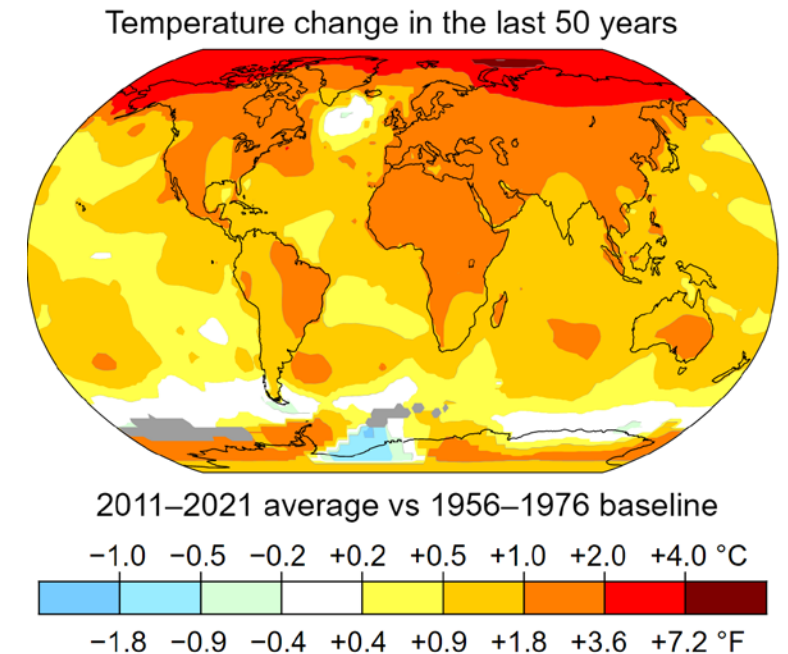 Temperature change in the last 50 years
2011–2021 average vs 1956–1976 baseline
−1.0 −0.5 −0.2 +0.2 +0.5 +1.0 +2.0 +4.0 °C
−1.8 −0.9 −0.4 +0.4 +0.9 +1.8 +3.6 +7.2 °F